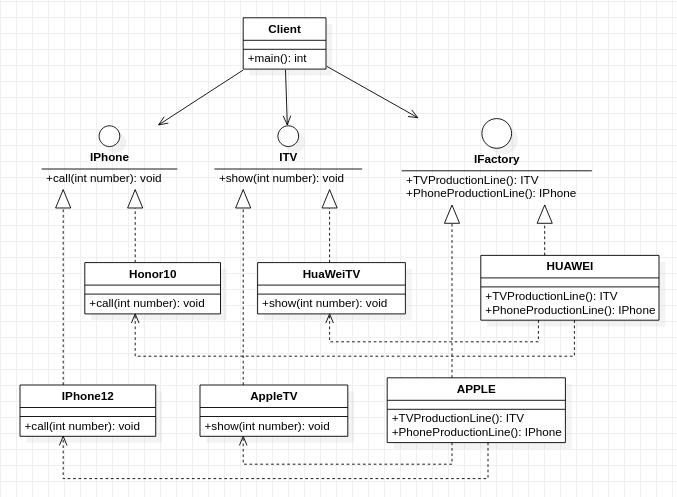 Client
+main(): int
IPhone
+call(int number): void
ITV
+show(int number): void
IFactory
+TVProductionLine(): ITV
+PhoneProductionLine(): IPhone
Honor10
+call(int number): void
HuaWeiTV
+show(int number): void
HUAWEI
+TVProductionLine(): ITV
+PhoneProductionLine(): IPhone
IPhone12
+call(int number): void
AppleTV
+show(int number): void
APPLE
+TVProductionLine(): ITV
+PhoneProductionLine(): IPhone